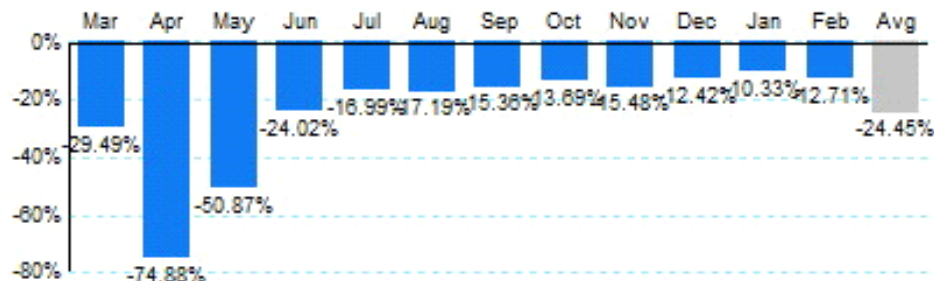 Mar Apr May Jun Jul Aug Sep Oct Nov Dec Jan Feb Avg
0%
-20%
-40%
-60%
-80%
-29.49% -74.88% -50.87% -24.02% -16.99% -17.19% -15.36% -13.69% -15.48% -12.42% -10.33% -12.71% -24.45%